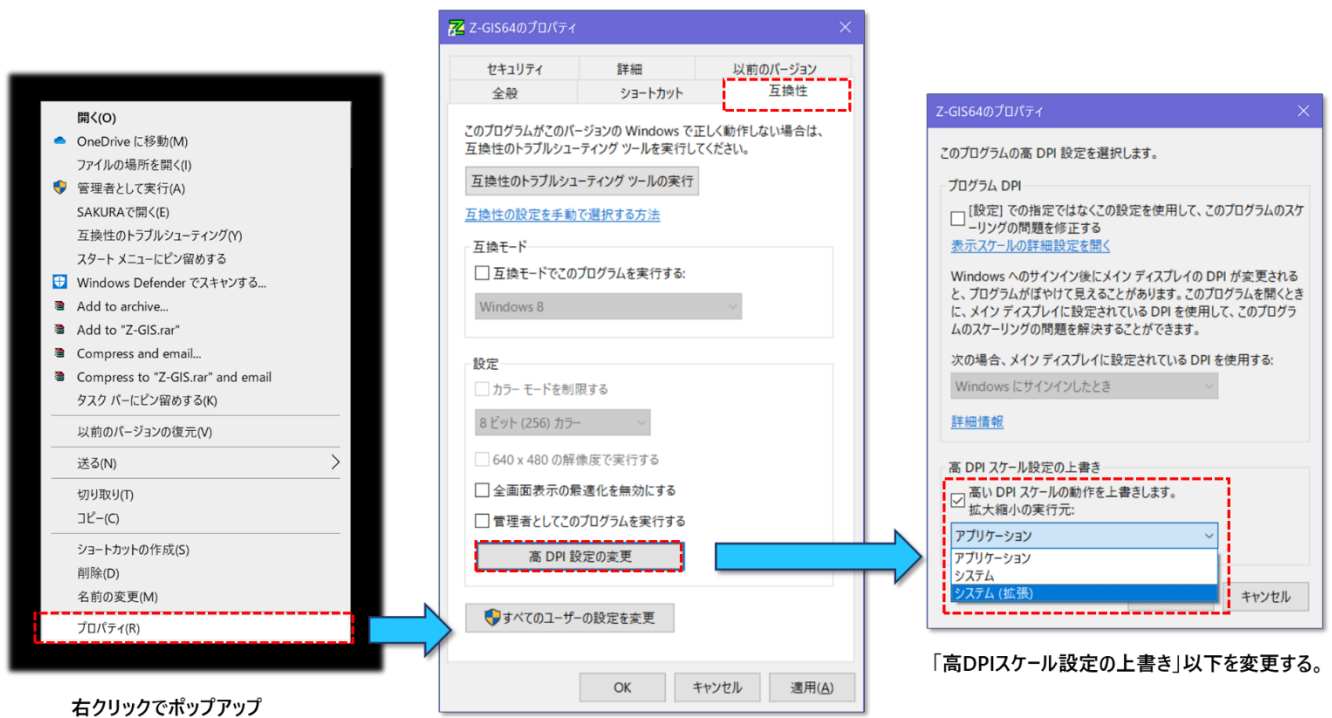 開く(O)
OneDrive に移動(M)
ファイルの場所を開く(I)
管理者として実行(A)
SAKURAで開く(E)
互換性のトラブルシューティング(Y)
スタート メニューにピン留めする
Windows Defender でスキャンする...
Add to archive...
Add to "Z-GIS.rar"
Compress and email...
Compress to "Z-GIS.rar" and email
タスク バーにピン留めする(K)
以前のバージョンの復元(V)
送る(N)
切り取り(T)
コピー(C)
ショートカットの作成(S)
削除(D)
名前の変更(M)
プロパティ(R)
右クリックでポップアップ
Z-GIS64のプロパティ
セキュリティ 詳細 以前のバージョン
全般 ショートカット 互換性
このプログラムがこのバージョンの Windows で正しく動作しない場合は、
互換性のトラブルシューティング ツールを実行してください。
互換性のトラブルシューティング ツールの実行
互換性の設定を手動で選択する方法
互換モード
互換モードでこのプログラムを実行する:
Windows 8
設定
カラー モードを制限する
8 ビット (256) カラー
640 x 480 の解像度で実行する
全画面表示の最適化を無効にする
管理者としてこのプログラムを実行する
高 DPI 設定の変更
すべてのユーザーの設定を変更
OK キャンセル 適用(A)
Z-GIS64のプロパティ
このプログラムの高 DPI 設定を選択します。
プログラム DPI
[設定] での指定ではなくこの設定を使用して、このプログラムのスケ
ーリングの問題を修正する
表示スケールの詳細設定を開く
Windows へのサインイン後にメイン ディスプレイの DPI が変更される
と、プログラムがぼやけて見えることがあります。このプログラムを開くとき
に、メイン ディスプレイに設定されている DPI を使用して、このプログラ
ムのスケーリングの問題を解決することができます。
次の場合、メイン ディスプレイに設定されている DPI を使用する:
Windows にサインインしたとき
詳細情報
高 DPI スケール設定の上書き
高い DPI スケールの動作を上書きします。
拡大縮小の実行元:
アプリケーション
アプリケーション
システム
システム (拡張)
キャンセル
「高DPIスケール設定の上書き」以下を変更する。